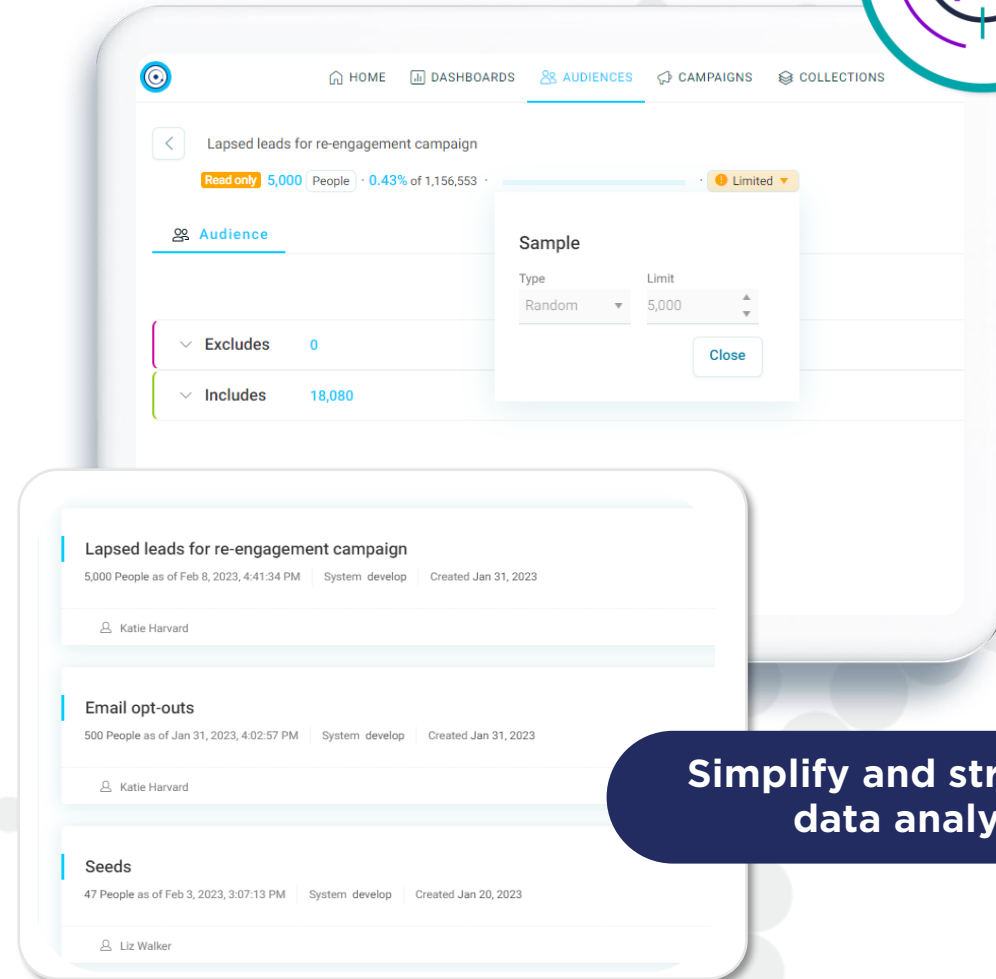 HOME DASHBOARDS AUDIENCES CAMPAIGNS COLLECTIONS
Lapsed leads for re-engagement campaign
Read only 5,000 People · 0.43% of 1,156,553 · · Limited
Audience
Sample
Type Limit
Random 5,000
Close
Excludes 0
Includes 18,080
Lapsed leads for re-engagement campaign
5,000 People as of Feb 8, 2023, 4:41:34 PM System develop Created Jan 31, 2023
Katie Harvard
Email opt-outs
500 People as of Jan 31, 2023, 4:02:57 PM System develop Created Jan 31, 2023
Katie Harvard
Seeds
47 People as of Feb 3, 2023, 3:07:13 PM System develop Created Jan 20, 2023
Liz Walker
Simplify and str
data analy